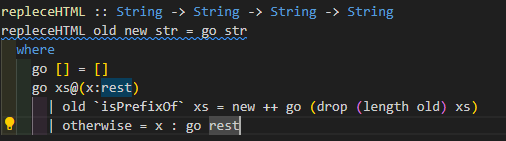 repleceHTML :: String -> String -> String -> String
repleceHTML old new str = go str
  where
    go [] = []
    go xs@(x:rest)
      | old `isPrefixOf` xs = new ++ go (drop (length old) xs)
      | otherwise = x : go rest